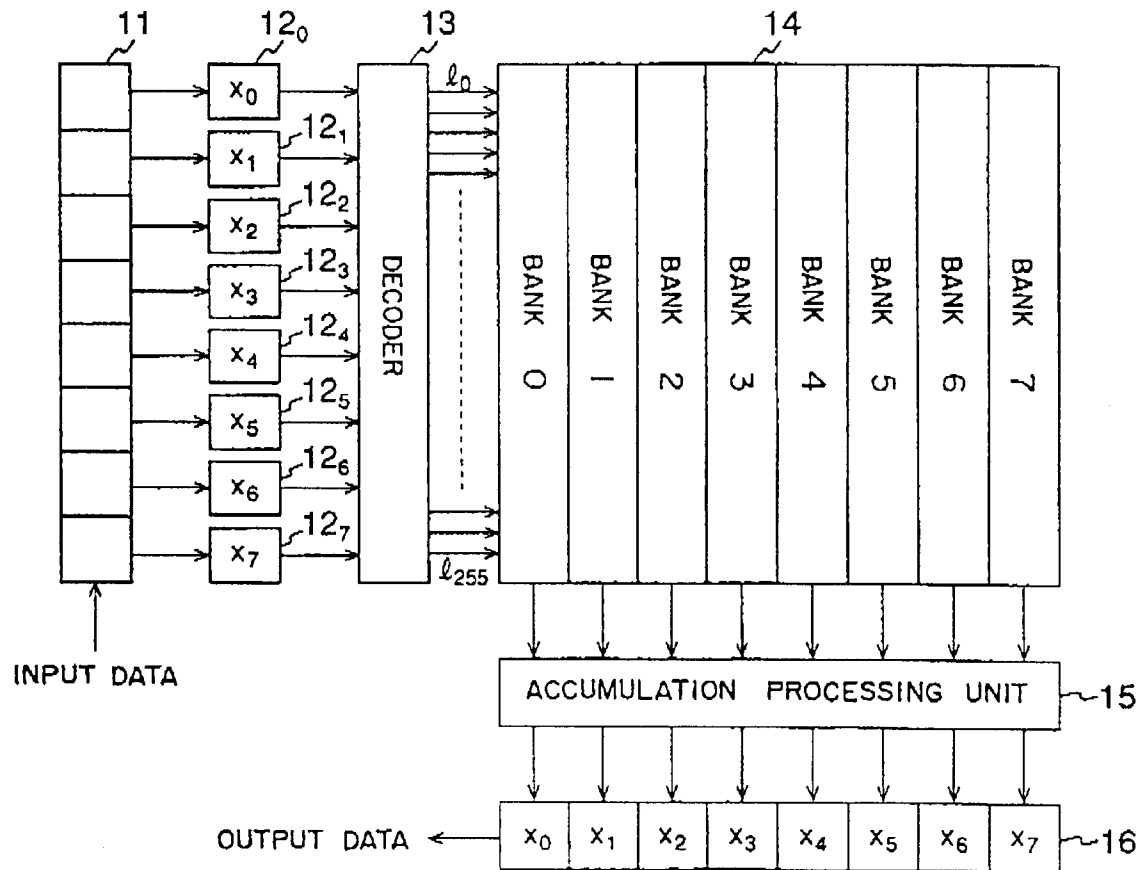 11 12₀ 13 14
x₀ ℓ₀
x₁ 12₁
x₂ 12₂
x₃ 12₃
x₄ 12₄
x₅ 12₅
x₆ 12₆
x₇ 12₇
DECODER
ℓ₂₅₅
BANK 0
BANK 1
BANK 2
BANK 3
BANK 4
BANK 5
BANK 6
BANK 7
INPUT DATA
ACCUMULATION PROCESSING UNIT 15
OUTPUT DATA x₀ x₁ x₂ x₃ x₄ x₅ x₆ x₇ 16